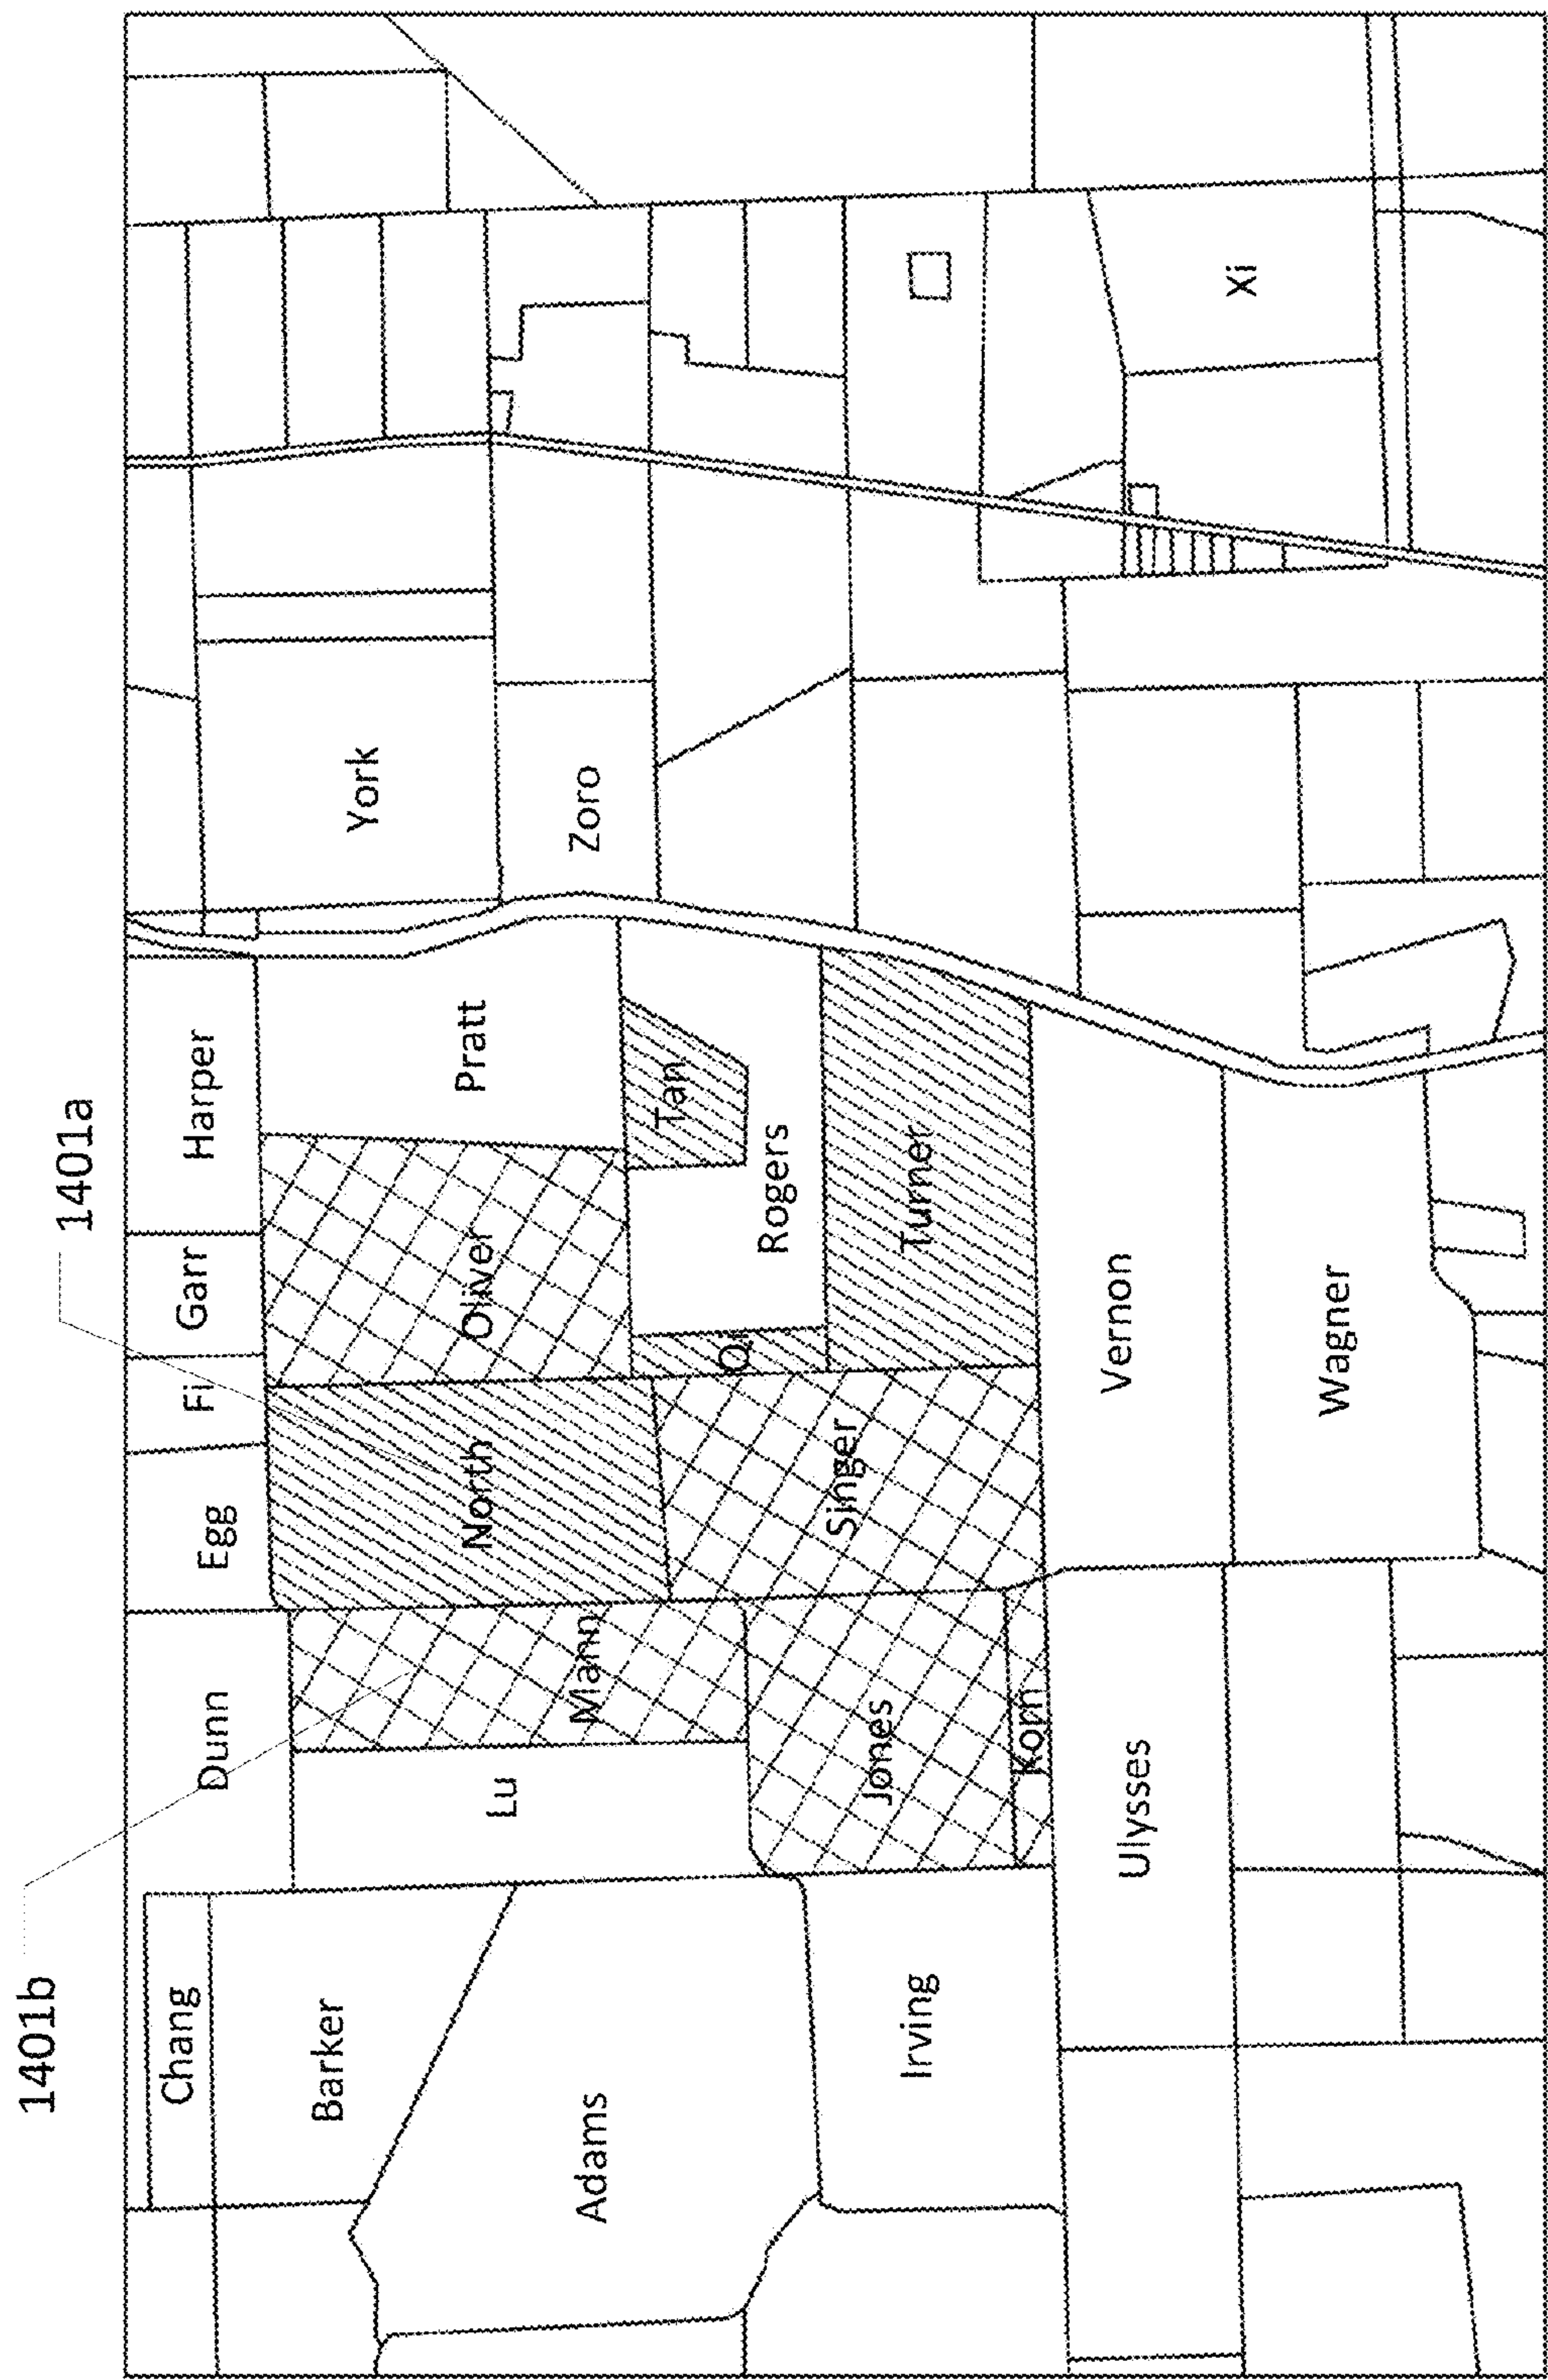 1401b
1401a
Chang
Dunn
Egg
Fi
Garr
Harper
Barker
Lu
Mann
North
Oliver
Pratt
York
Adams
Zoro
Tan
Qi
Rogers
Irving
Jones
Singer
Turner
Korn
Ulysses
Vernon
Xi
Wagner